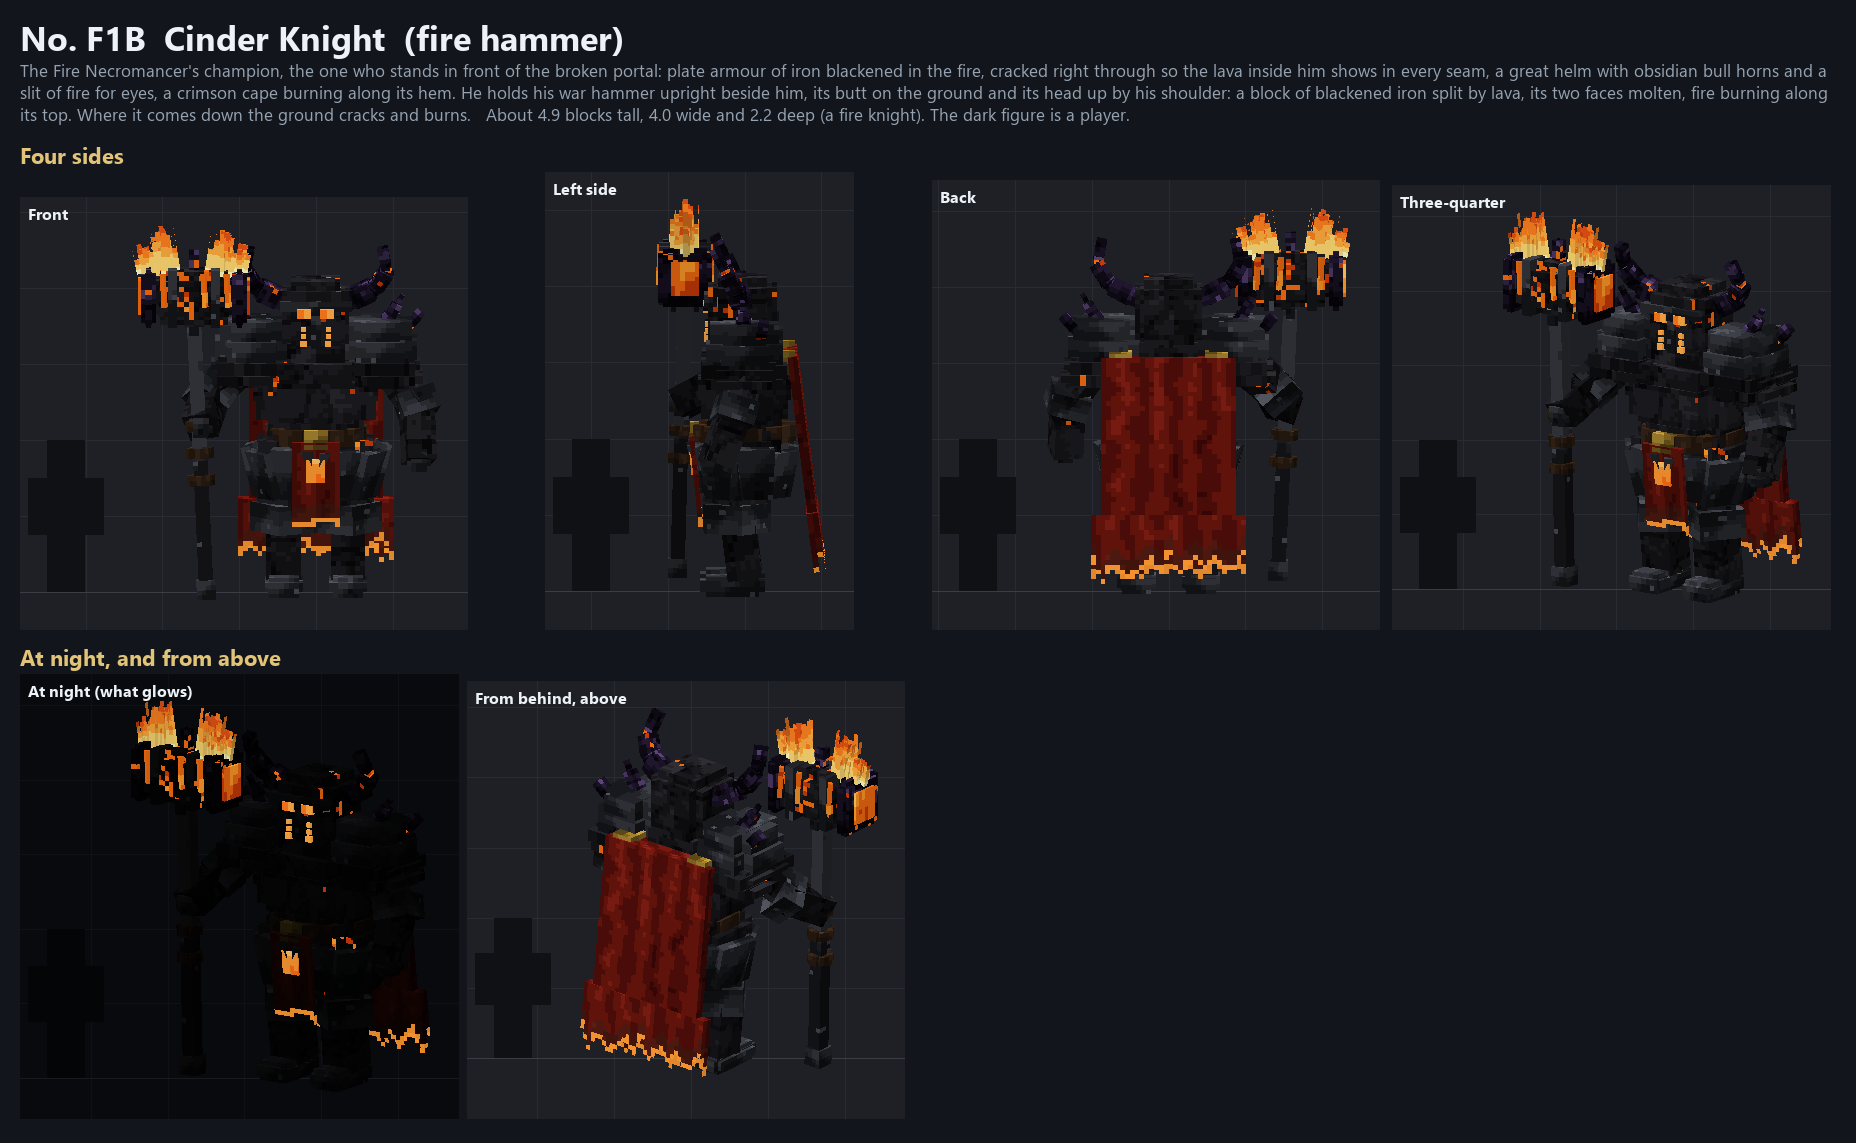 No. F1B  Cinder Knight  (fire hammer)
The Fire Necromancer's champion, the one who stands in front of the broken portal: plate armour of iron blackened in the fire, cracked right through so the lava inside him shows in every seam, a great helm with obsidian bull horns and a
slit of fire for eyes, a crimson cape burning along its hem. He holds his war hammer upright beside him, its butt on the ground and its head up by his shoulder: a block of blackened iron split by lava, its two faces molten, fire burning along
its top. Where it comes down the ground cracks and burns.   About 4.9 blocks tall, 4.0 wide and 2.2 deep (a fire knight). The dark figure is a player.
Four sides
Front
Left side
Back
Three-quarter
At night, and from above
At night (what glows)
From behind, above